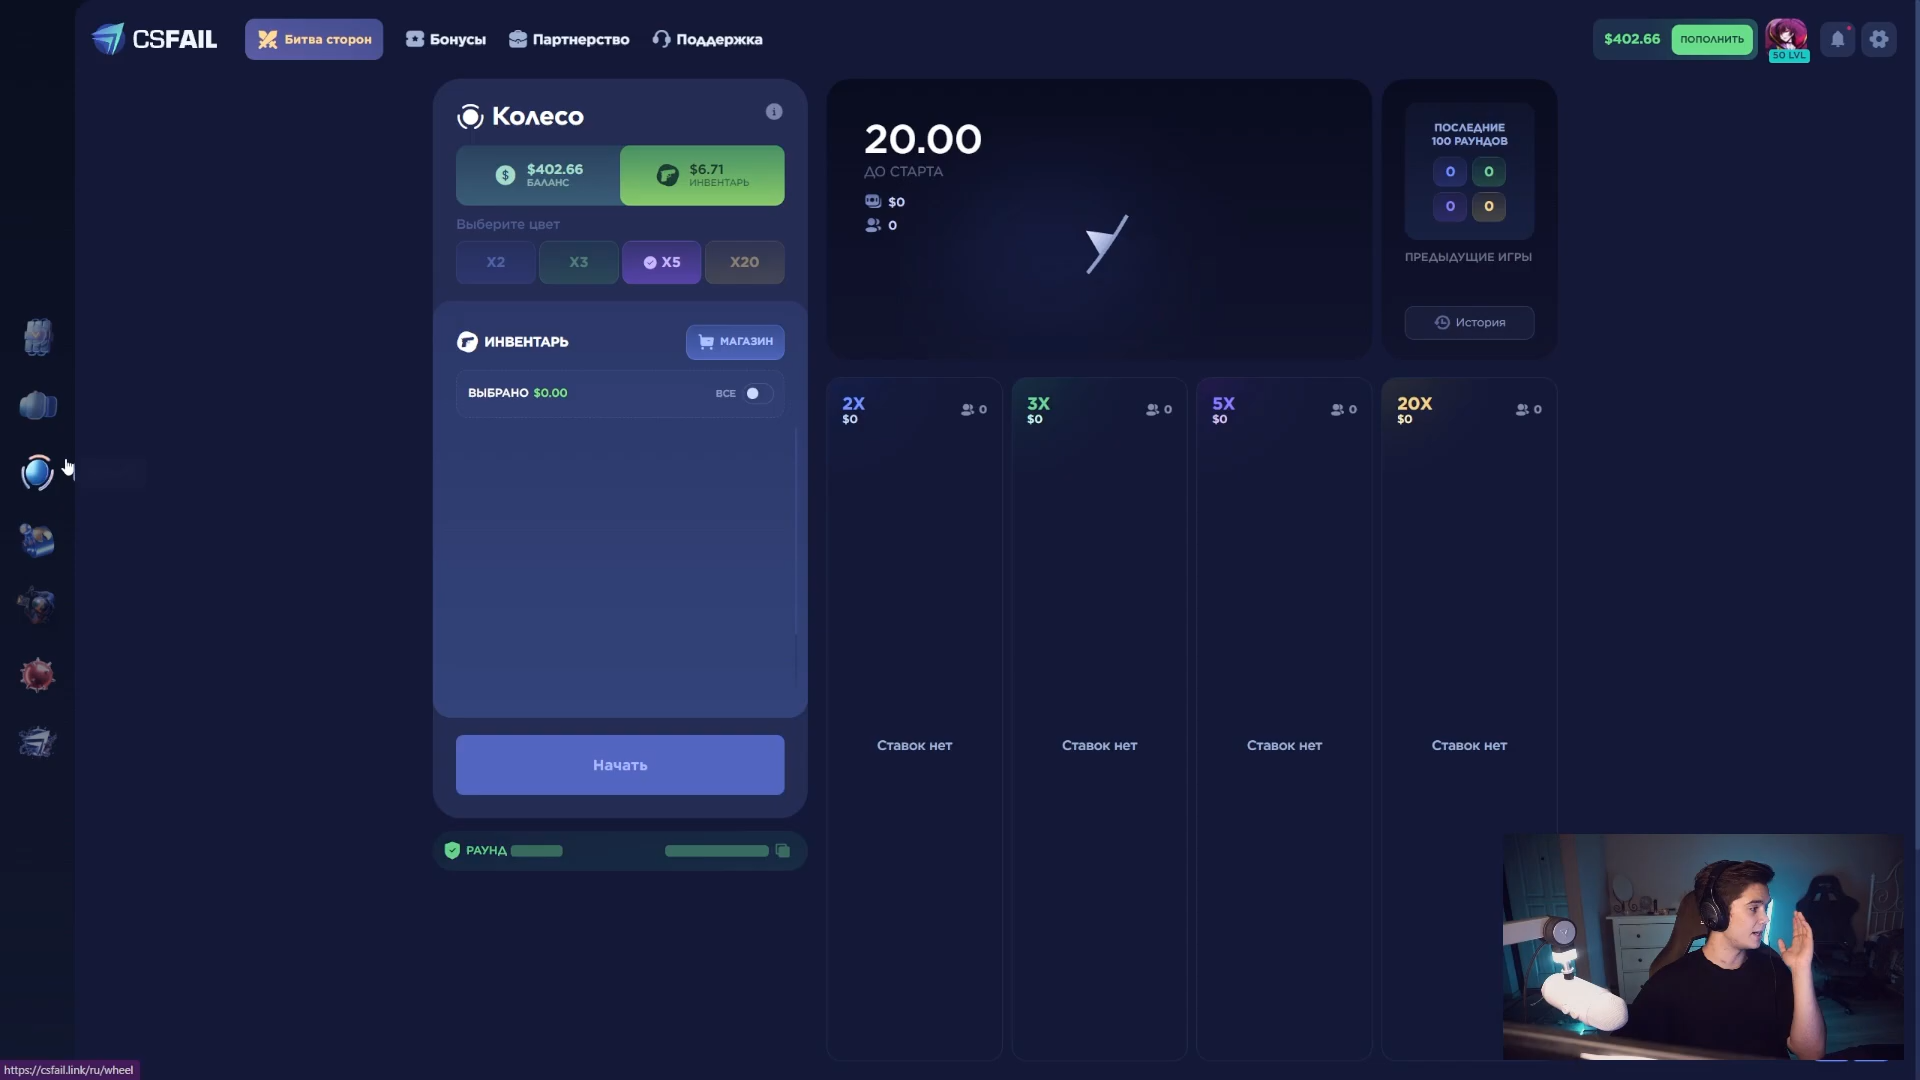 CSFAIL
Битва сторон
Бонусы
Партнерство
Поддержка
$402.66
ПОПОЛНИТЬ
50 LVL
Колесо
$402.66
БАЛАНС
$6.71
ИНВЕНТАРЬ
Выберите цвет
X2
X3
X5
X20
ИНВЕНТАРЬ
МАГАЗИН
ВЫБРАНО $0.00
ВСЕ
Начать
РАУНД
20.00
ДО СТАРТА
$0
0
ПОСЛЕДНИЕ
100 РАУНДОВ
0 0
0 0
ПРЕДЫДУЩИЕ ИГРЫ
История
2X
$0
0
3X
$0
0
5X
$0
0
20X
$0
0
Ставок нет
Ставок нет
Ставок нет
Ставок нет
https://csfail.link/ru/wheel